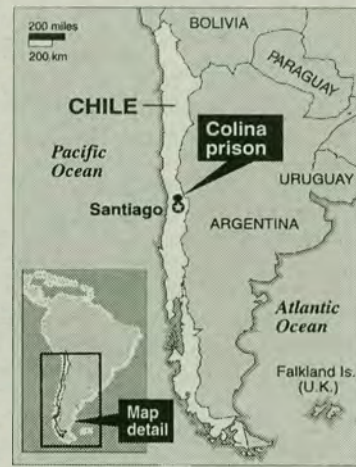 200 miles
200 km
BOLIVIA
PARAGUAY
CHILE
Colina
prison
Pacific
Ocean
URUGUAY
Santiago
ARGENTINA
Atlantic
Ocean
Falkland Is.
(U.K.)
Map
detail